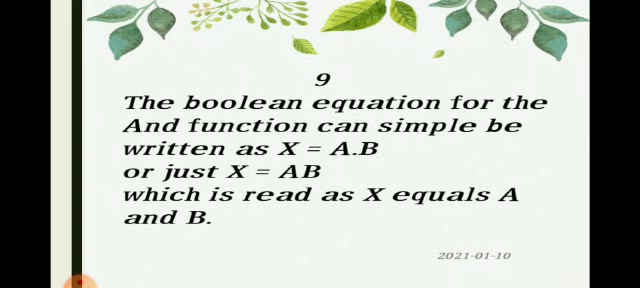 9
The boolean equation for the
And function can simple be
written as X = A.B
or just X = AB
which is read as X equals A
and B.
2021-01-10